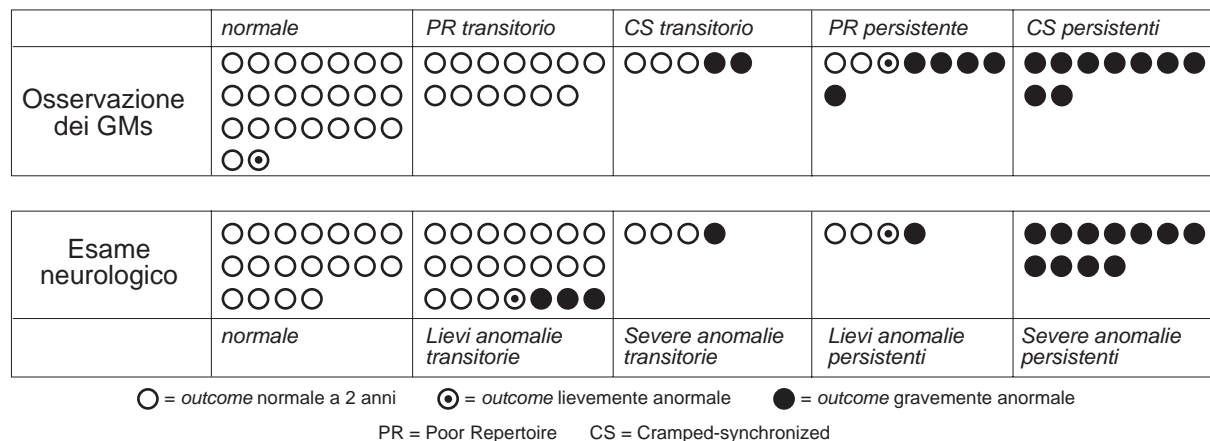 normale PR transitorio CS transitorio PR persistente CS persistenti
Osservazione
dei GMs
Esame
neurologico
normale Lievi anomalie Severe anomalie Lievi anomalie Severe anomalie
transitorie transitorie persistenti persistenti
= outcome normale a 2 anni = outcome lievemente anormale = outcome gravemente anormale
PR = Poor Repertoire CS = Cramped-synchronized